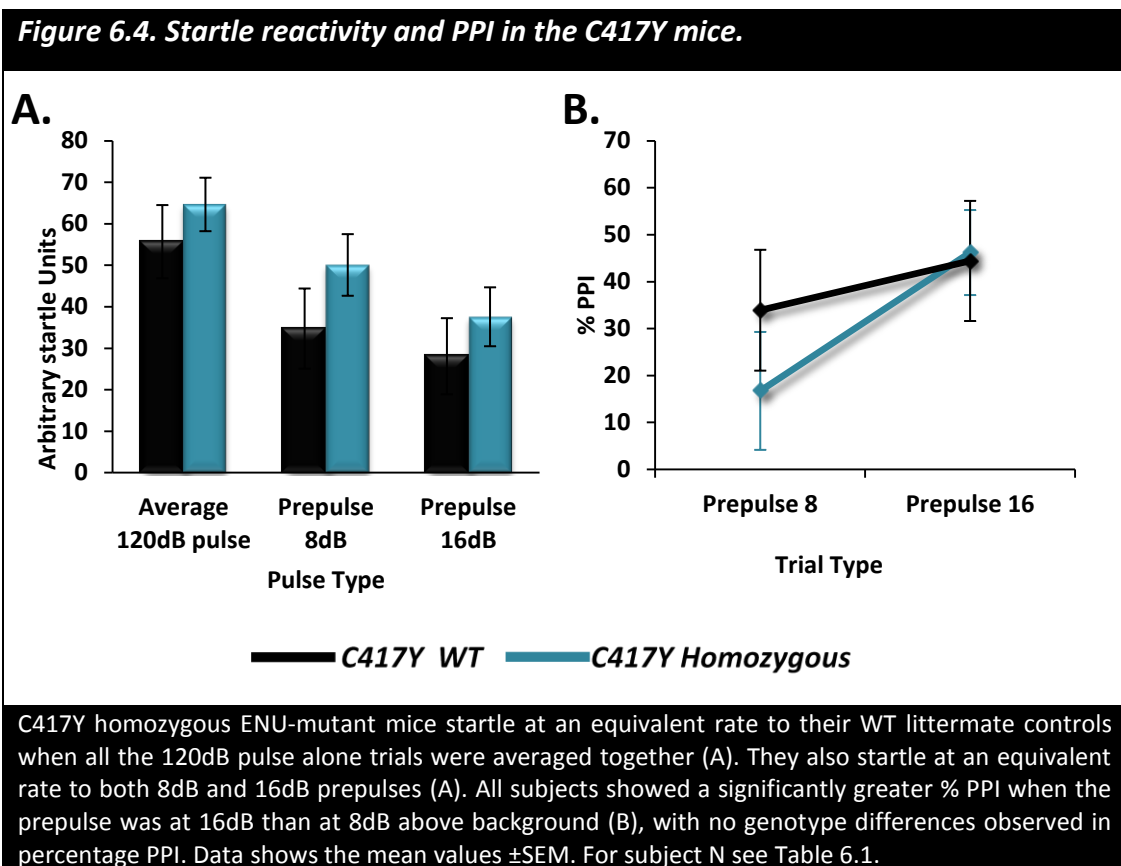 Figure 6.4. Startle reactivity and PPI in the C417Y mice.
A.
80
70
60
50
40
30
20
10
0
Arbitrary startle Units
Average 120dB pulse
Prepulse 8dB
Prepulse 16dB
Pulse Type
B.
70
60
50
40
30
20
10
0
% PPI
Prepulse 8
Prepulse 16
Trial Type
C417Y WT
C417Y Homozygous
C417Y homozygous ENU-mutant mice startle at an equivalent rate to their WT littermate controls
when all the 120dB pulse alone trials were averaged together (A). They also startle at an equivalent
rate to both 8dB and 16dB prepulses (A). All subjects showed a significantly greater % PPI when the
prepulse was at 16dB than at 8dB above background (B), with no genotype differences observed in
percentage PPI. Data shows the mean values ±SEM. For subject N see Table 6.1.